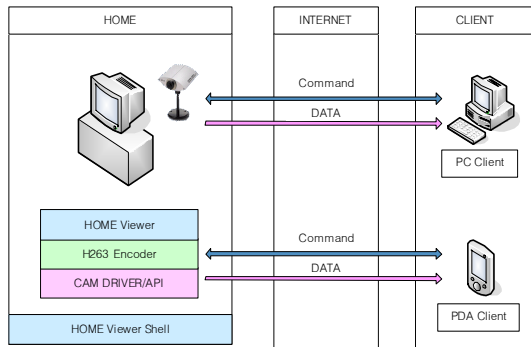 HOME
INTERNET
CLIENT
Command
DATA
PC Client
HOME Viewer
H263 Encoder
CAM DRIVER/API
Command
DATA
PDA Client
HOME Viewer Shell